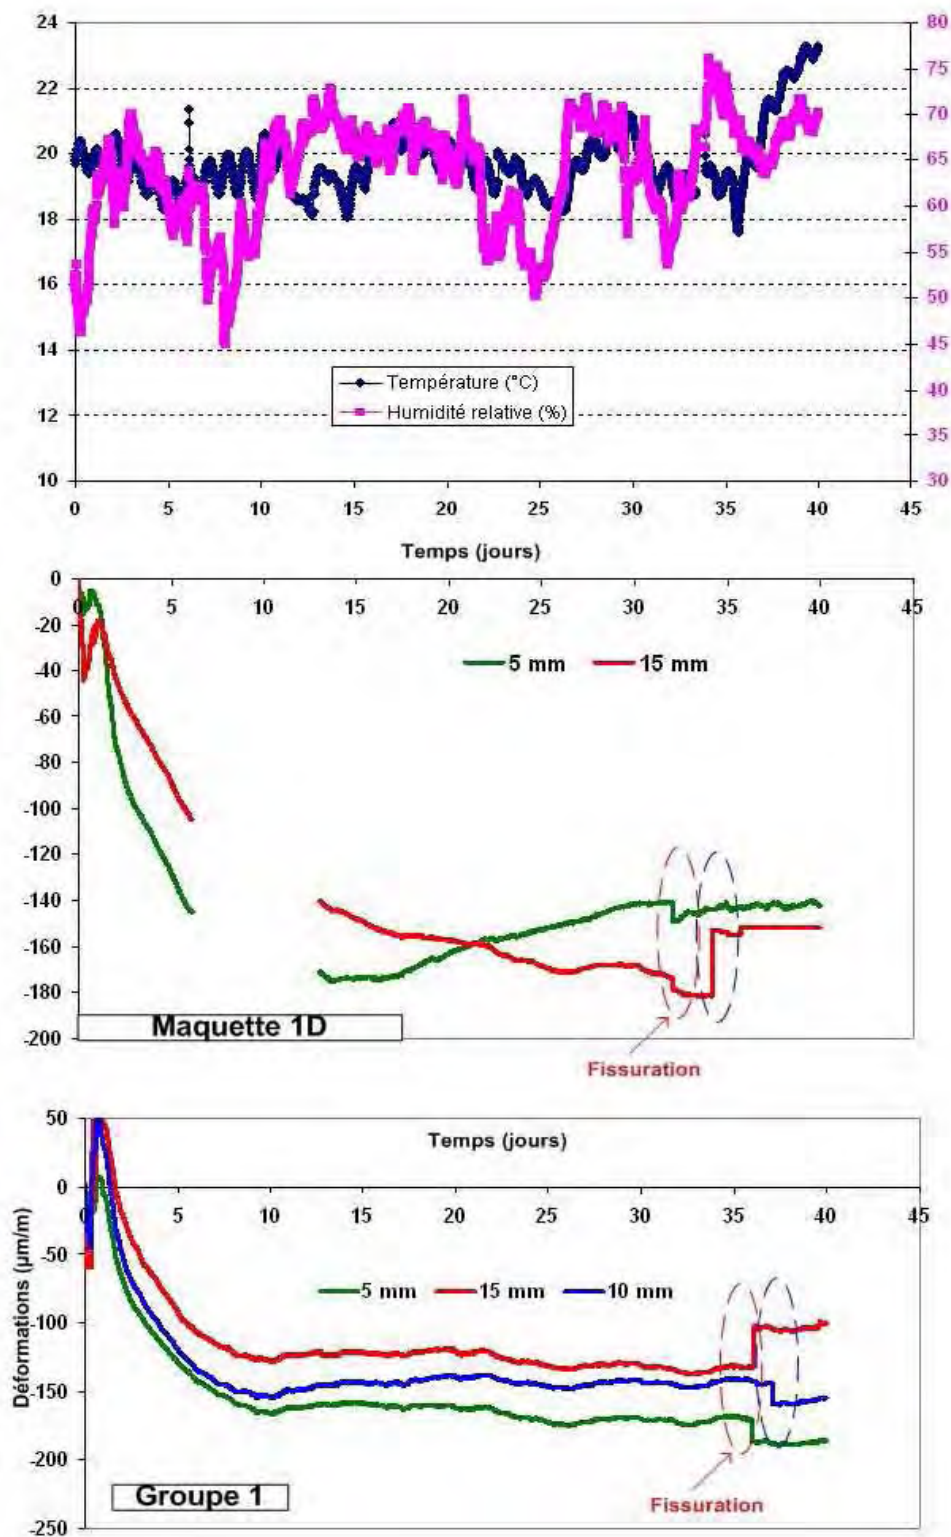 24
22
20
18
16
14
12
10
80
75
70
65
60
55
50
45
40
35
30
Température (°C)
Humidité relative (%)
0 5 10 15 20 25 30 35 40 45
Temps (jours)
0
-20
-40
-60
-80
-100
-120
-140
-160
-180
-200
0 5 10 15 20 25 30 35 40 45
5 mm 15 mm
Maquette 1D
Fissuration
50
0
-50
-100
-150
-200
-250
Déformations (µm/m)
Temps (jours)
0 5 10 15 20 25 30 35 40 45
5 mm 15 mm 10 mm
Groupe 1
Fissuration